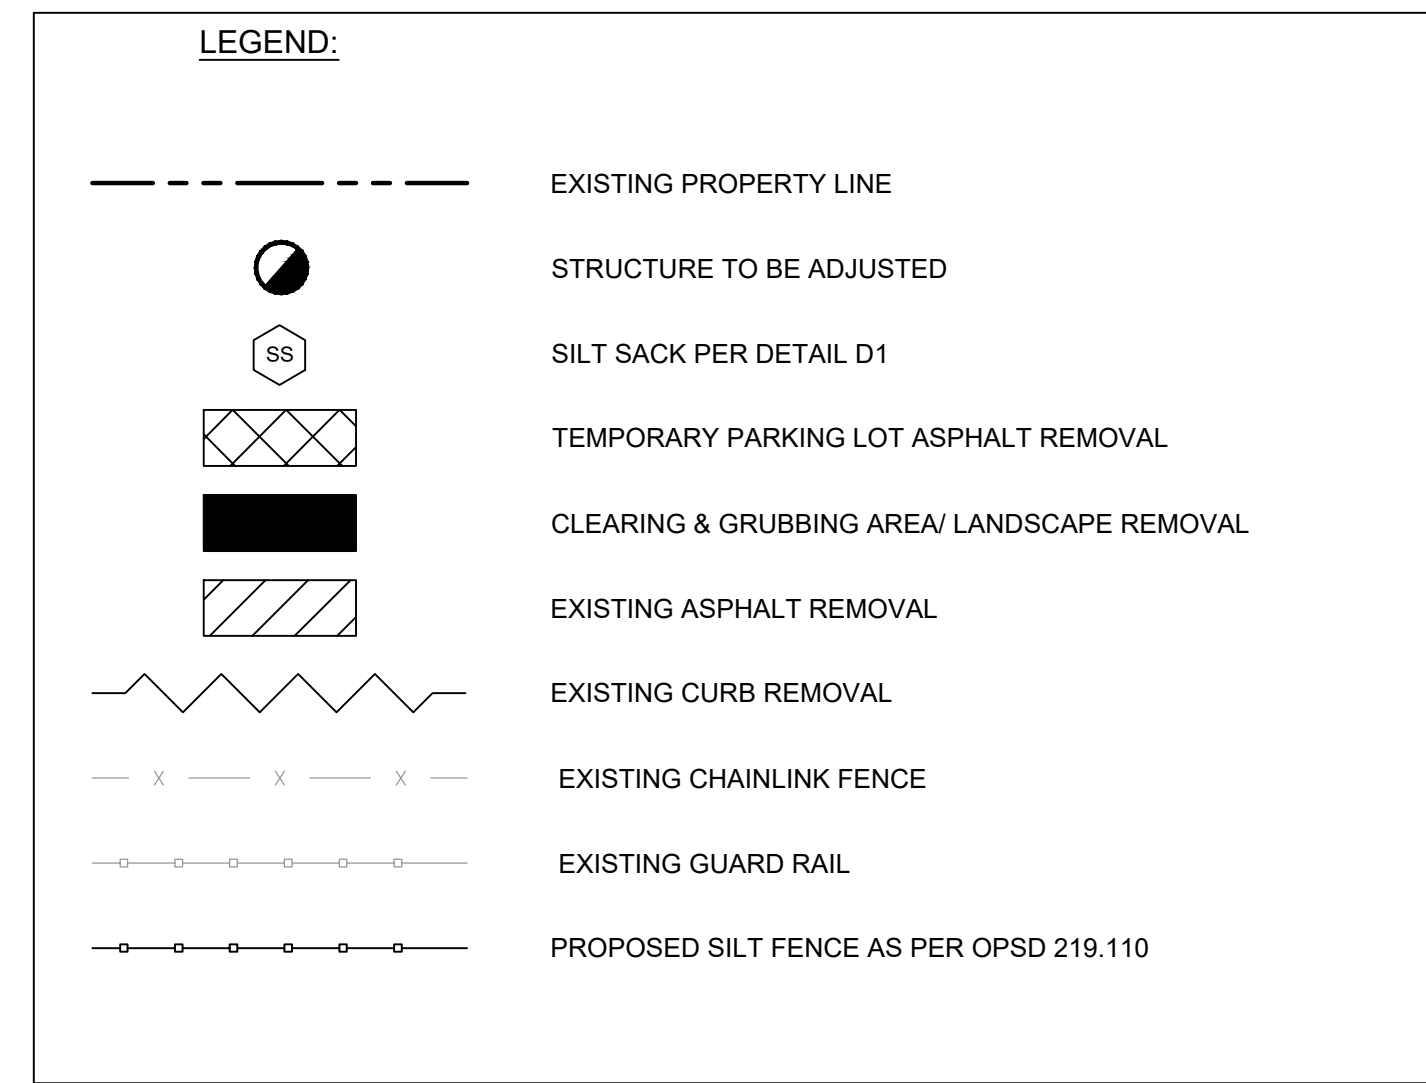 LEGEND:
EXISTING PROPERTY LINE
STRUCTURE TO BE ADJUSTED
SS
SILT SACK PER DETAIL D1
TEMPORARY PARKING LOT ASPHALT REMOVAL
CLEARING & GRUBBING AREA/ LANDSCAPE REMOVAL
EXISTING ASPHALT REMOVAL
EXISTING CURB REMOVAL
X X X
EXISTING CHAINLINK FENCE
EXISTING GUARD RAIL
PROPOSED SILT FENCE AS PER OPSD 219.110